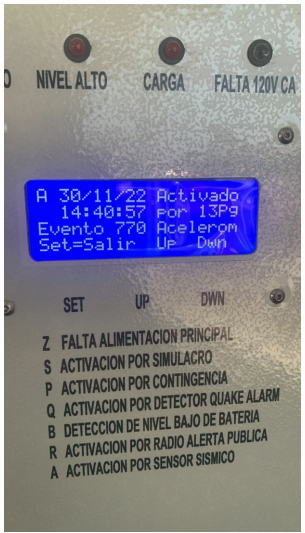 O NIVEL ALTO CARGA FALTA 120V CA
A 30/11/22 Activado
14:40:57 por 13Pg
Evento 770 Acelerom
Set=Salir Up Dwn
SET UP DWN
Z FALTA ALIMENTACION PRINCIPAL
S ACTIVACION POR SIMULACRO
P ACTIVACION POR CONTINGENCIA
Q ACTIVACION POR DETECTOR QUAKE ALARM
B DETECCION DE NIVEL BAJO DE BATERIA
R ACTIVACION POR RADIO ALERTA PUBLICA
A ACTIVACION POR SENSOR SISMICO